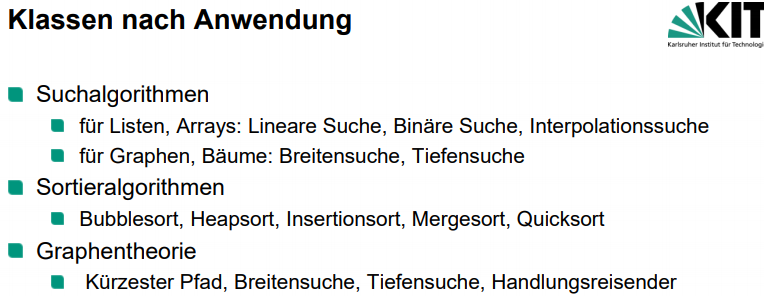 Klassen nach Anwendung
KIT
Karlsruher Institut für Technologi
Suchalgorithmen
für Listen, Arrays: Lineare Suche, Binäre Suche, Interpolationssuche
für Graphen, Bäume: Breitensuche, Tiefensuche
Sortieralgorithmen
Bubblesort, Heapsort, Insertionsort, Mergesort, Quicksort
Graphentheorie
Kürzester Pfad, Breitensuche, Tiefensuche, Handlungsreisender